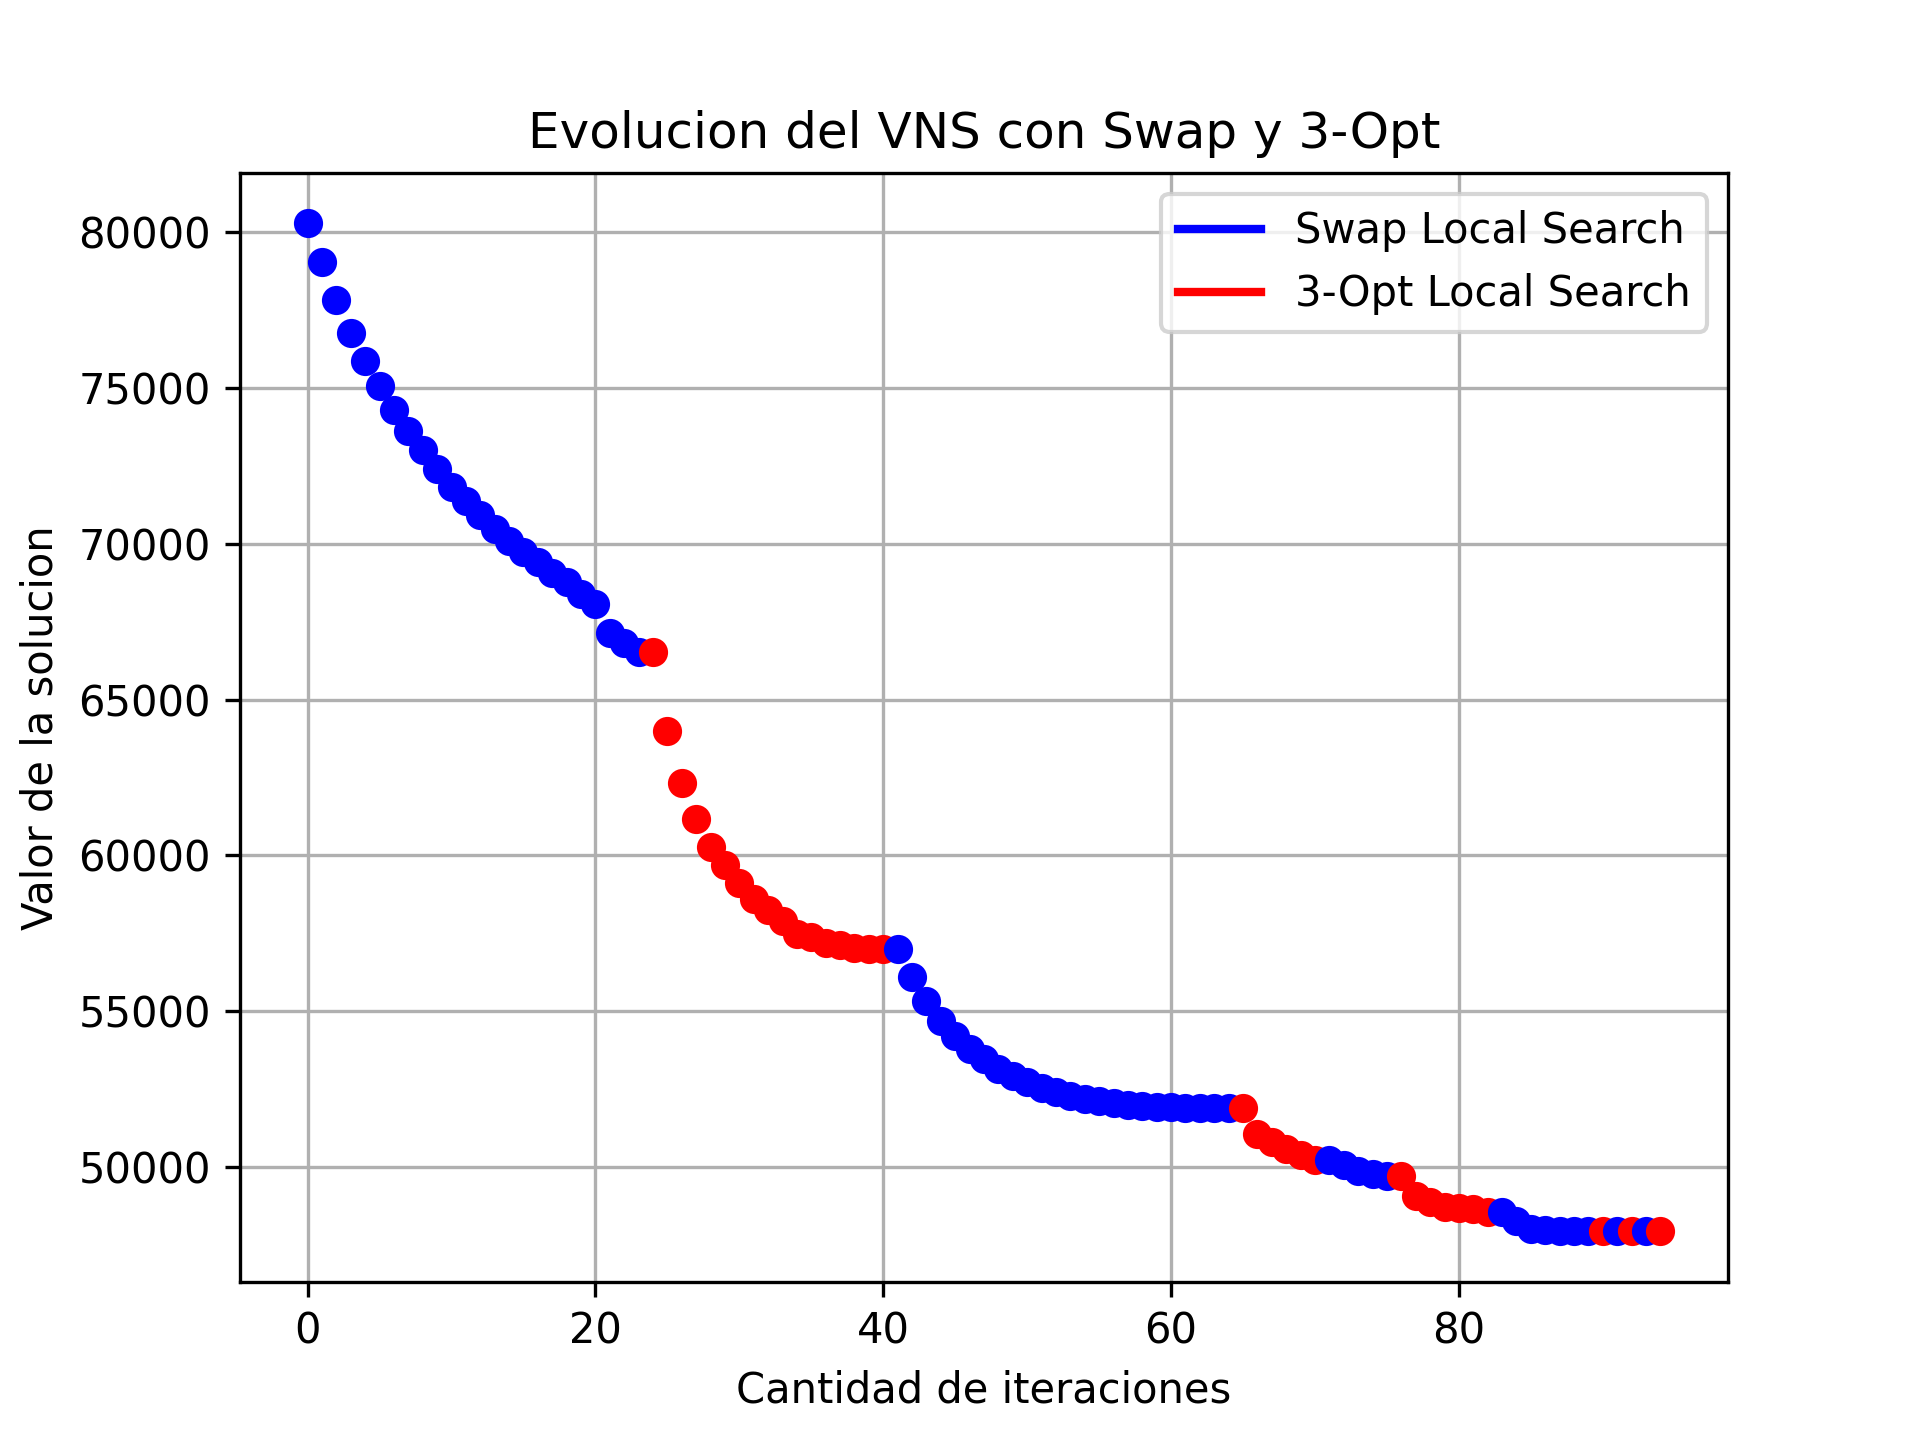 Evolucion del VNS con Swap y 3-Opt
Swap Local Search
3-Opt Local Search
Valor de la solucion
80000
75000
70000
65000
60000
55000
50000
0 20 40 60 80
Cantidad de iteraciones